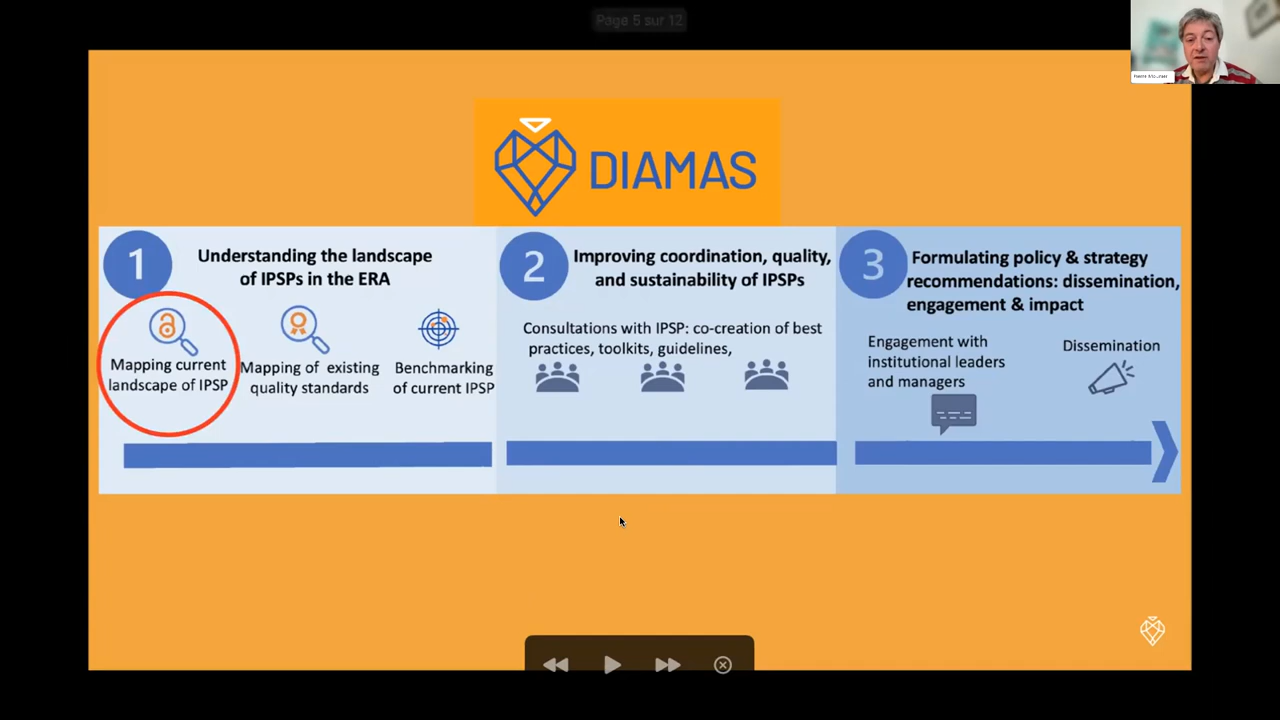 Page 5 sur 12
DIAMAS
1
Understanding the landscape
of IPSPs in the ERA
Mapping current
landscape of IPSP
Mapping of existing
quality standards
Benchmarking
of current IPSP
2
Improving coordination, quality,
and sustainability of IPSPs
Consultations with IPSP: co-creation of best
practices, toolkits, guidelines,
3
Formulating policy & strategy
recommendations: dissemination,
engagement & impact
Engagement with
institutional leaders
and managers
Dissemination